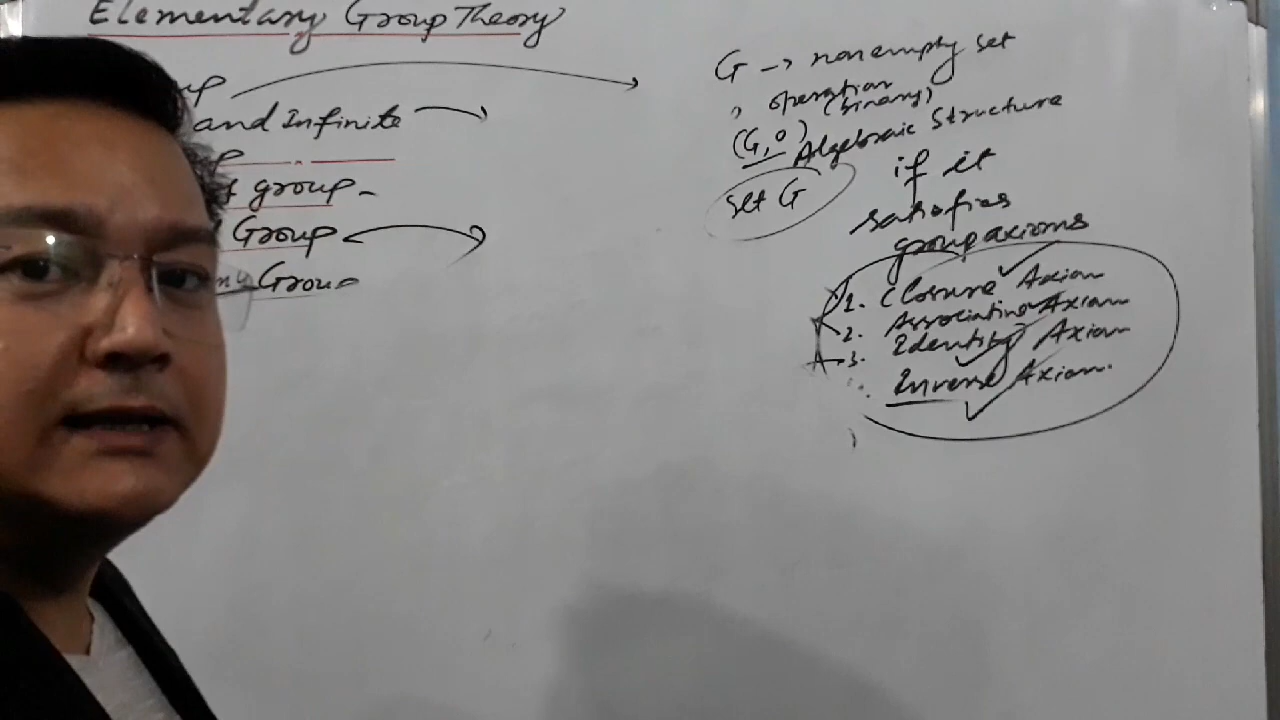 Elementary Group Theory
and Infinite
group
Group
Group
G → nonempty set
, operation
(binary)
(G, o) Algebraic Structure
set G
if it
satisfies
group axioms
1. Closure Axiom
2. Associative Axiom
3. Identity Axiom
Inverse Axiom.